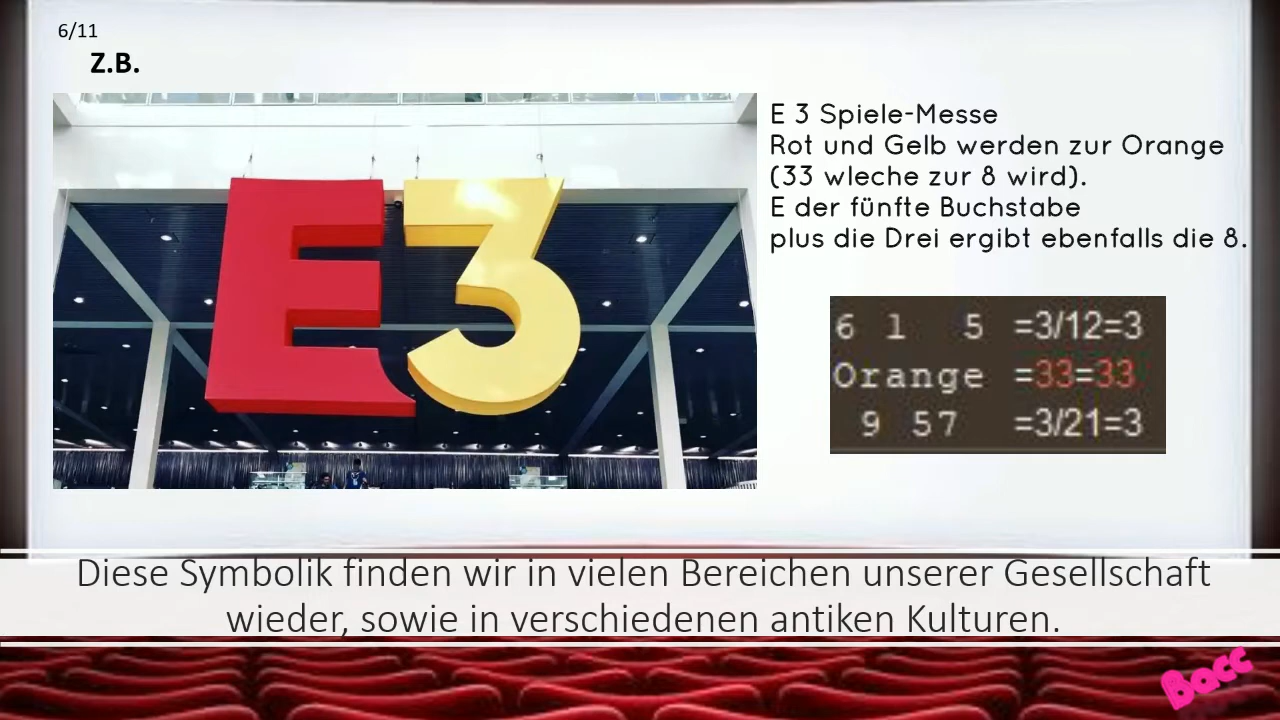 6/11
Z.B.
E3
E 3 Spiele-Messe
Rot und Gelb werden zur Orange
(33 wleche zur 8 wird).
E der fünfte Buchstabe
plus die Drei ergibt ebenfalls die 8.
6 1 5 =3/12=3
Orange =33=33
9 57 =3/21=3
Diese Symbolik finden wir in vielen Bereichen unserer Gesellschaft
wieder, sowie in verschiedenen antiken Kulturen.
Bacc